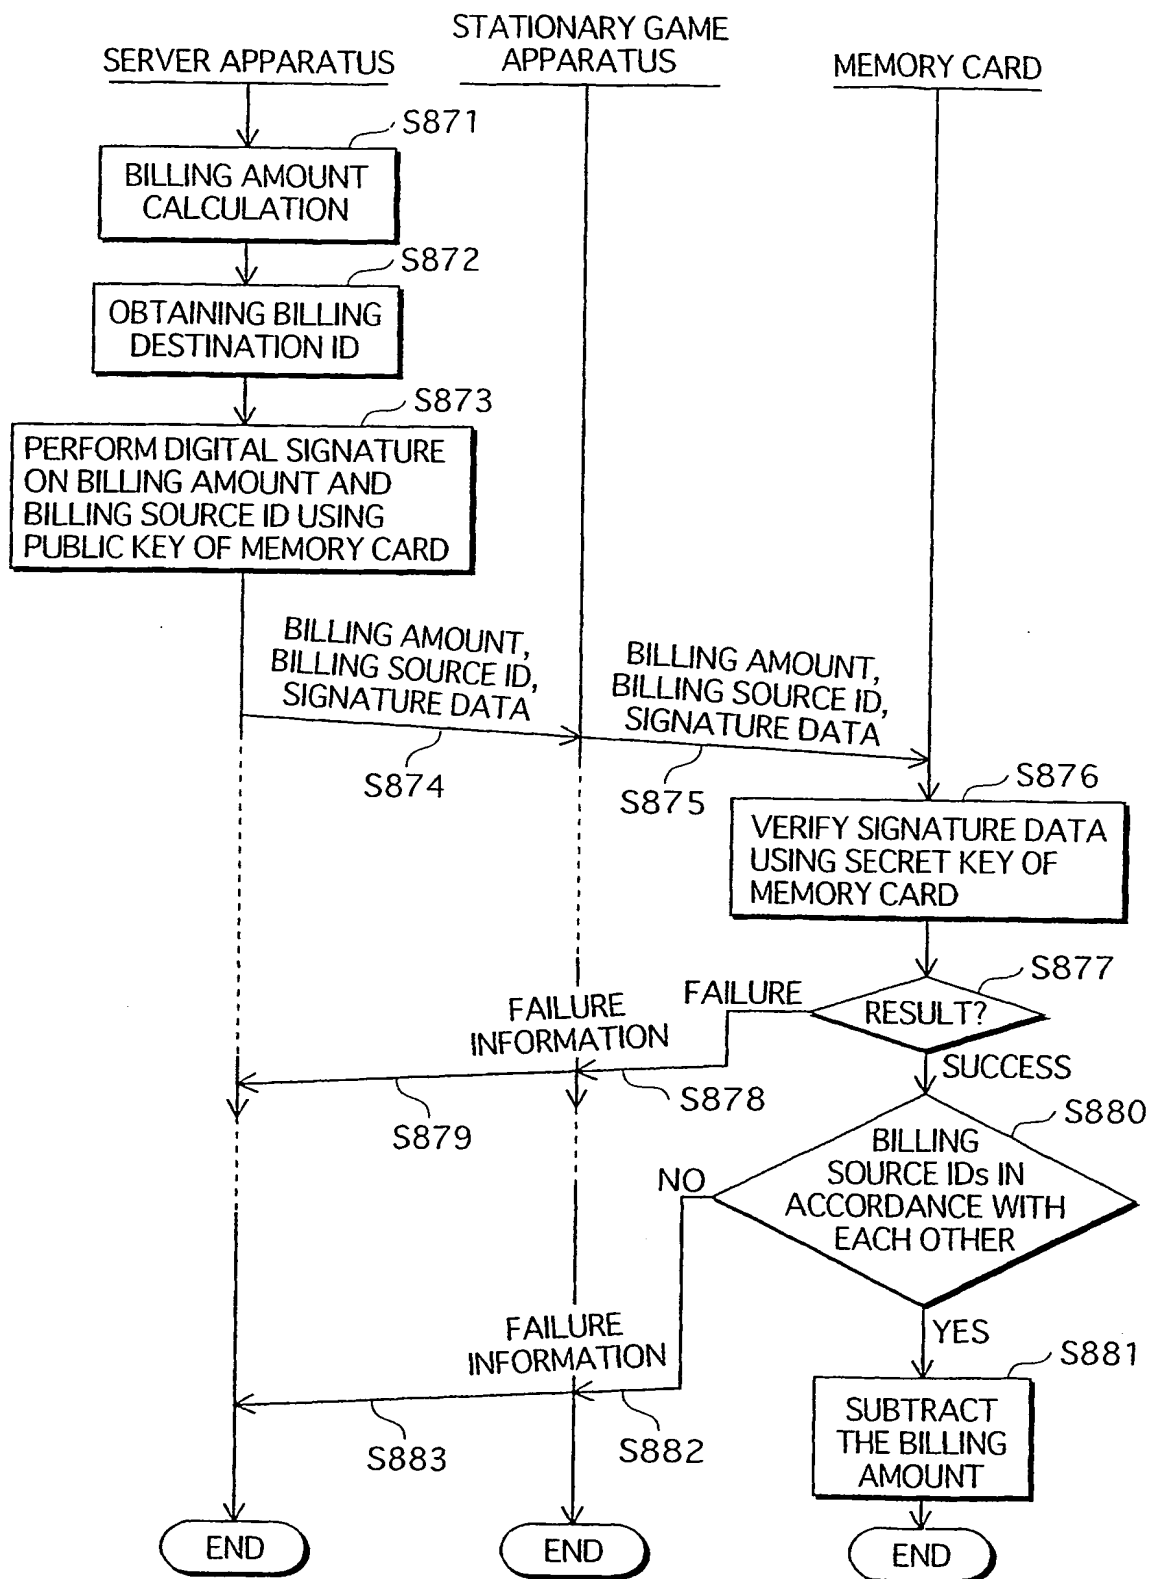 STATIONARY GAME
APPARATUS
SERVER APPARATUS
MEMORY CARD
S871
BILLING AMOUNT
CALCULATION
S872
OBTAINING BILLING
DESTINATION ID
S873
PERFORM DIGITAL SIGNATURE
ON BILLING AMOUNT AND
BILLING SOURCE ID USING
PUBLIC KEY OF MEMORY CARD
BILLING AMOUNT,
BILLING SOURCE ID,
SIGNATURE DATA
S874
BILLING AMOUNT,
BILLING SOURCE ID,
SIGNATURE DATA
S875
S876
VERIFY SIGNATURE DATA
USING SECRET KEY OF
MEMORY CARD
S877
RESULT?
FAILURE
FAILURE
INFORMATION
S878
S879
SUCCESS
S880
BILLING
SOURCE IDs IN
ACCORDANCE WITH
EACH OTHER
NO
FAILURE
INFORMATION
S882
S883
YES
S881
SUBTRACT
THE BILLING
AMOUNT
END
END
END